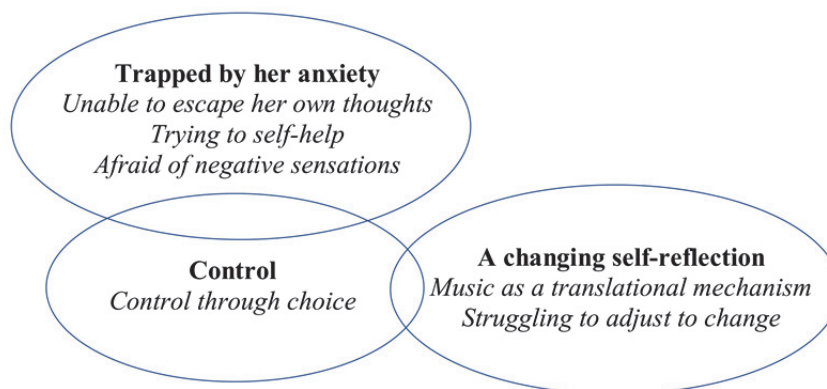 Trapped by her anxiety
Unable to escape her own thoughts
Trying to self-help
Afraid of negative sensations
Control
Control through choice
A changing self-reflection
Music as a translational mechanism
Struggling to adjust to change